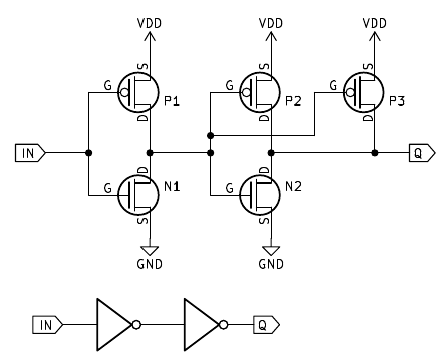 VDD VDD VDD
S S S
G P1 G P2 G P3
D D D
IN Q
D D
G N1 G N2
S S
GND GND
IN Q